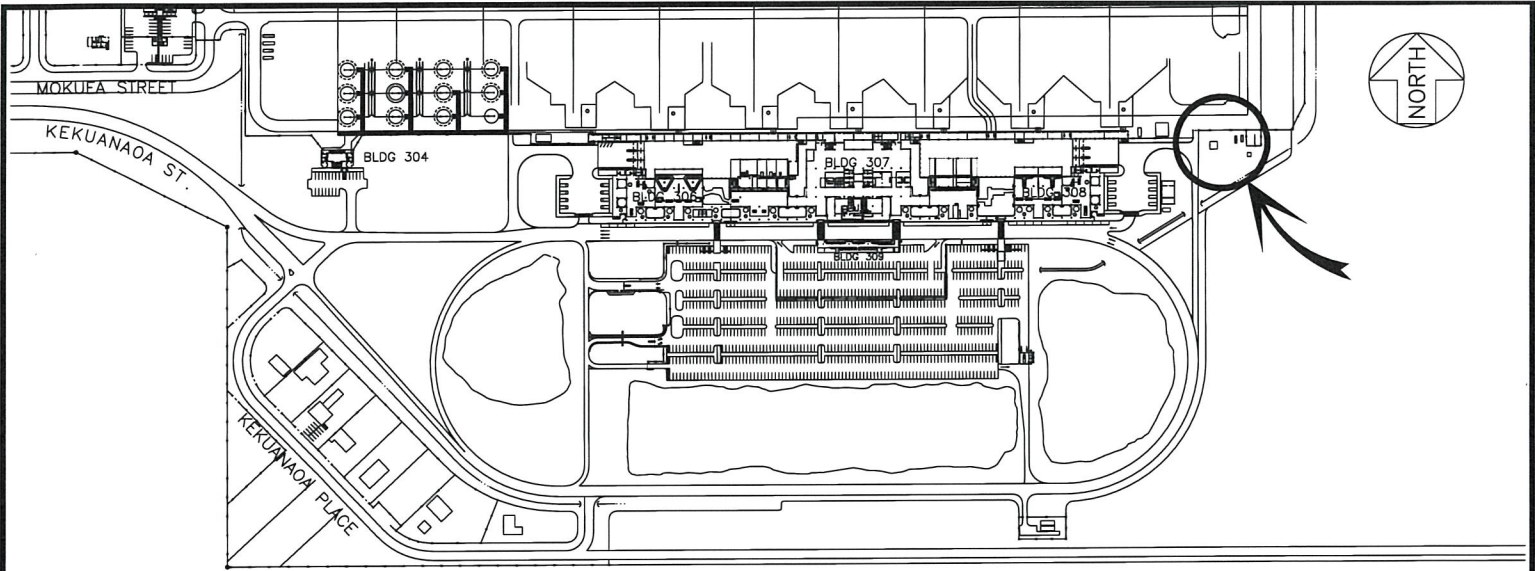 MOKUEA STREET
KEKUANAOA ST.
BLDG 304
BLDG 307
BLDG 306
BLDG 308
BLDG 309
KEKUANAOA PLACE
NORTH